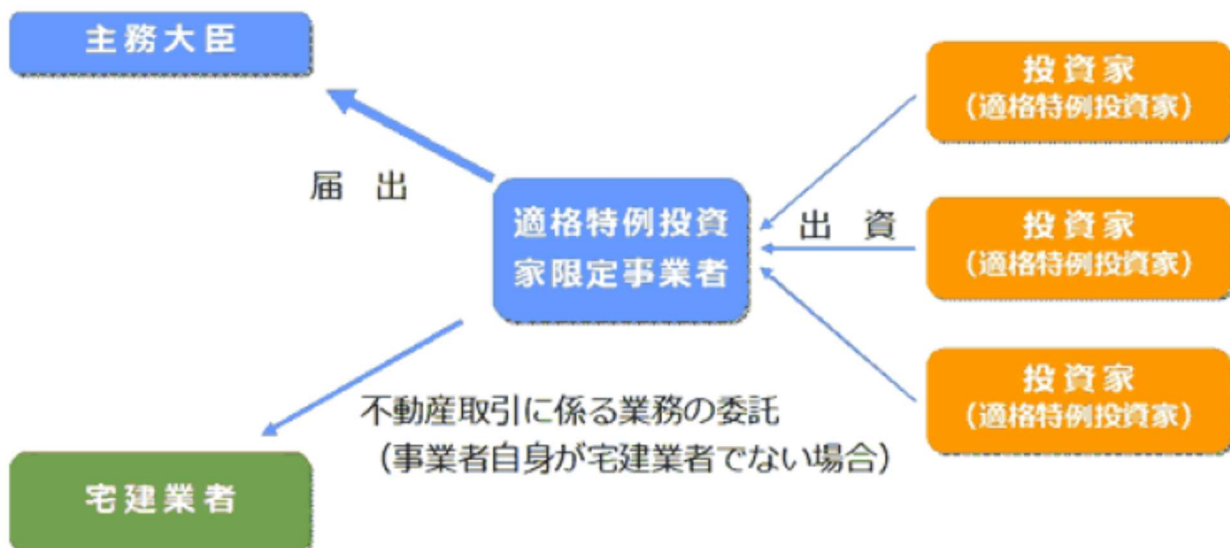 主務大臣
届 出
適格特例投資
家限定事業者
出 資
投資家
（適格特例投資家）
投資家
（適格特例投資家）
投資家
（適格特例投資家）
不動産取引に係る業務の委託
（事業者自身が宅建業者でない場合）
宅建業者